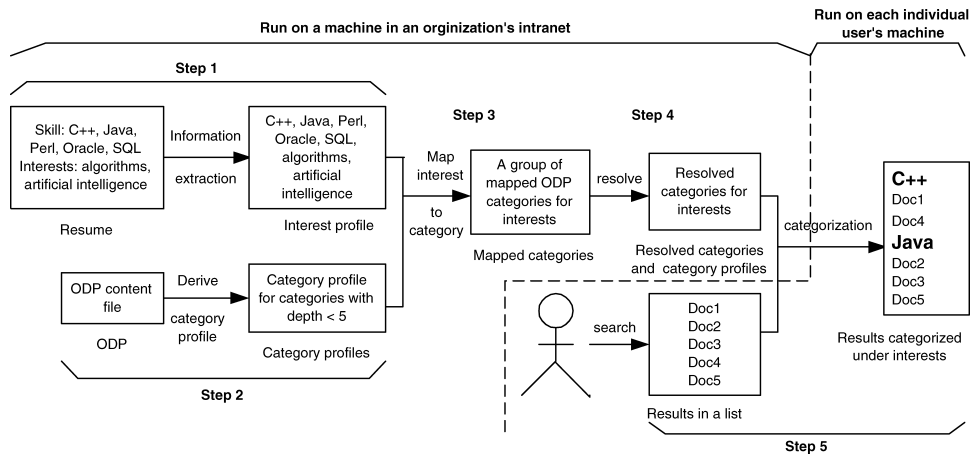 Run on a machine in an orginization's intranet
Run on each individual
user's machine
Step 1
Skill: C++, Java,
Perl, Oracle, SQL
Interests: algorithms,
artificial intelligence
Resume
Information
extraction
C++, Java, Perl,
Oracle, SQL,
algorithms,
artificial
intelligence
Interest profile
ODP content
file
ODP
Derive
category
profile
Category profile
for categories with
depth < 5
Category profiles
Step 2
Step 3
Map
interest
to
category
A group of
mapped ODP
categories for
interests
Mapped categories
Step 4
resolve
Resolved
categories for
interests
Resolved categories
and category profiles
search
Doc1
Doc2
Doc3
Doc4
Doc5
Results in a list
categorization
C++
Doc1
Doc4
Java
Doc2
Doc3
Doc5
Results categorized
under interests
Step 5